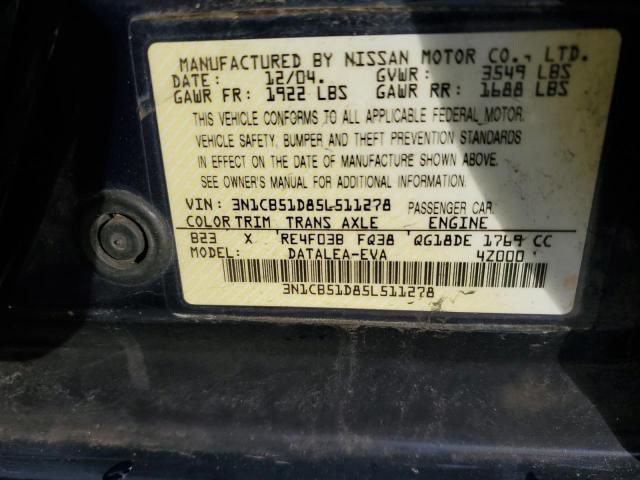 MANUFACTURED BY NISSAN MOTOR CO., LTD.
DATE: 12/04. GVWR: 3549 LBS
GAWR FR: 1922 LBS GAWR RR: 1688 LBS
THIS VEHICLE CONFORMS TO ALL APPLICABLE FEDERAL MOTOR
VEHICLE SAFETY, BUMPER AND THEFT PREVENTION STANDARDS
IN EFFECT ON THE DATE OF MANUFACTURE SHOWN ABOVE.
SEE OWNER'S MANUAL FOR ADDITIONAL INFORMATION.
VIN: 3N1CB51D85L511278 PASSENGER CAR
COLOR TRIM TRANS AXLE ENGINE
B23 X RE4F03B FQ38 QG18DE 1769 CC
MODEL: DATALEA-EVA 4Z000
3N1CB51D85L511278